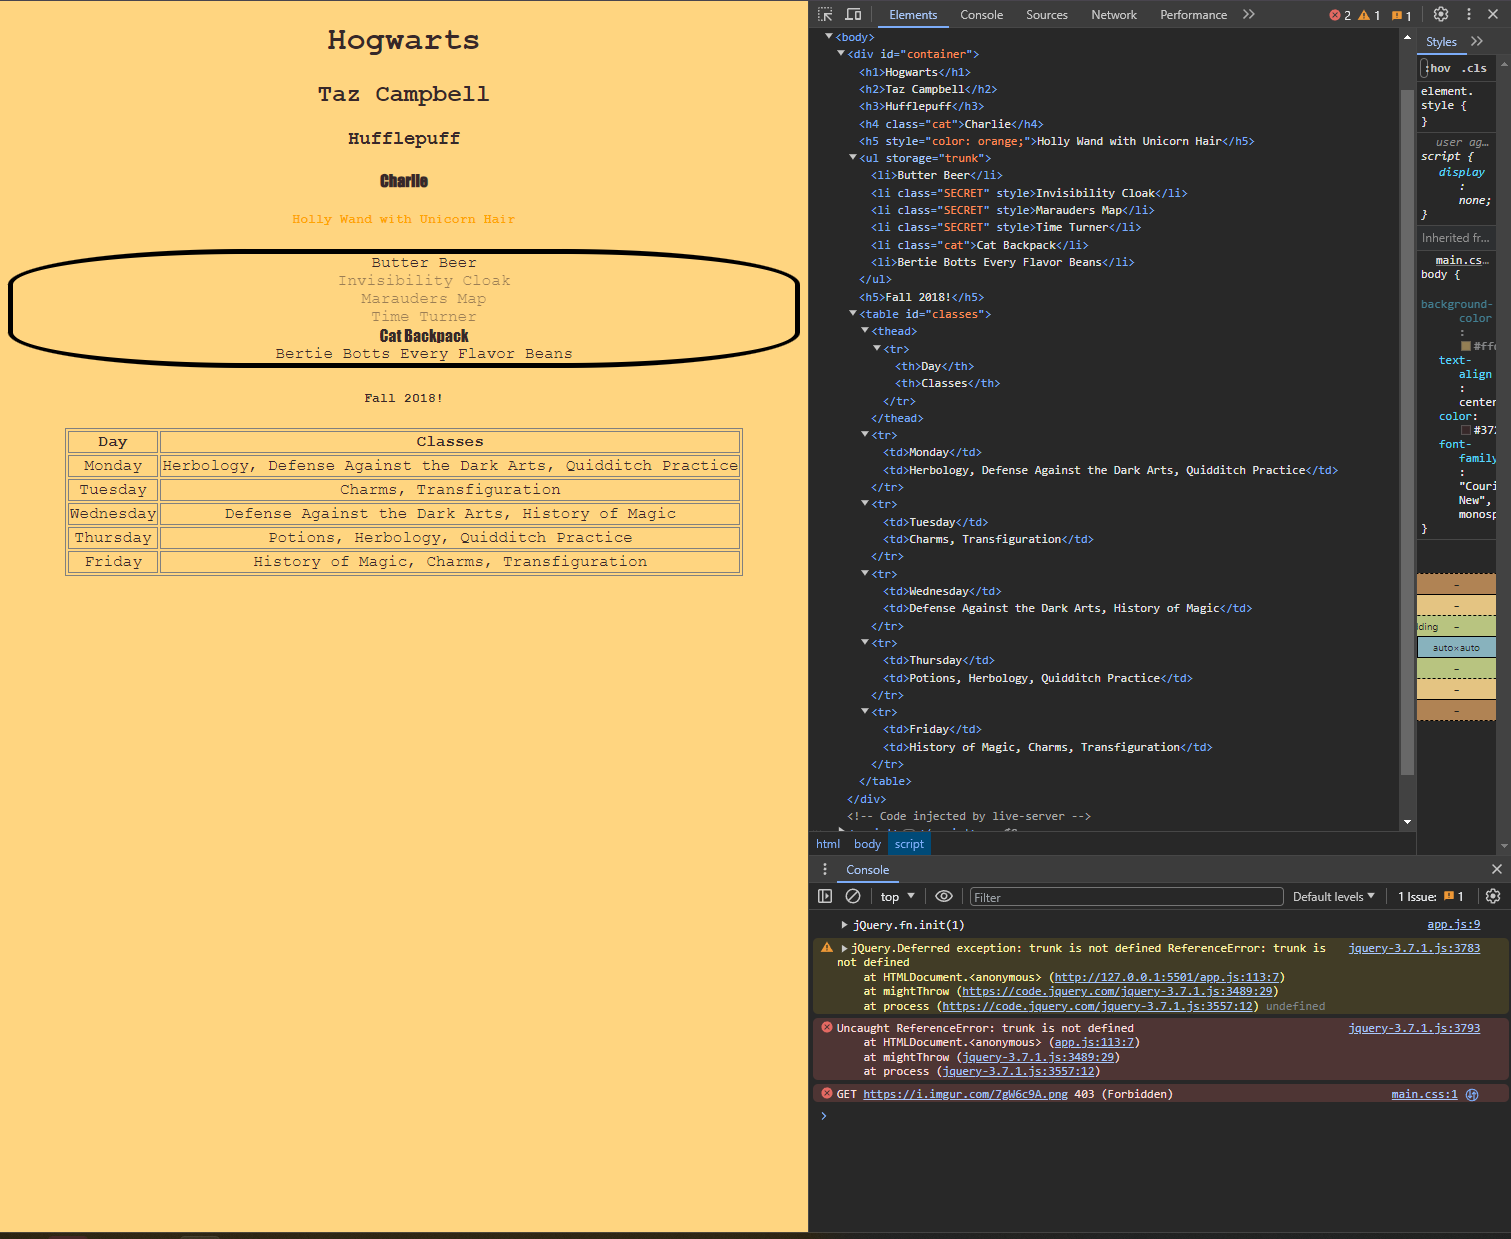 Hogwarts
Taz Campbell
Hufflepuff
Charlie
Holly Wand with Unicorn Hair
Butter Beer
Invisibility Cloak
Marauders Map
Time Turner
Cat Backpack
Bertie Botts Every Flavor Beans
Fall 2018!
Day Classes
Monday Herbology, Defense Against the Dark Arts, Quidditch Practice
Tuesday Charms, Transfiguration
Wednesday Defense Against the Dark Arts, History of Magic
Thursday Potions, Herbology, Quidditch Practice
Friday History of Magic, Charms, Transfiguration
Elements Console Sources Network Performance 2 1 1
<body>
<div id="container">
<h1>Hogwarts</h1>
<h2>Taz Campbell</h2>
<h3>Hufflepuff</h3>
<h4 class="cat">Charlie</h4>
<h5 style="color: orange;">Holly Wand with Unicorn Hair</h5>
<ul storage="trunk">
<li>Butter Beer</li>
<li class="SECRET" style>Invisibility Cloak</li>
<li class="SECRET" style>Marauders Map</li>
<li class="SECRET" style>Time Turner</li>
<li class="cat">Cat Backpack</li>
<li>Bertie Botts Every Flavor Beans</li>
</ul>
<h5>Fall 2018!</h5>
<table id="classes">
<thead>
<tr>
<th>Day</th>
<th>Classes</th>
</tr>
</thead>
<tr>
<td>Monday</td>
<td>Herbology, Defense Against the Dark Arts, Quidditch Practice</td>
</tr>
<tr>
<td>Tuesday</td>
<td>Charms, Transfiguration</td>
</tr>
<tr>
<td>Wednesday</td>
<td>Defense Against the Dark Arts, History of Magic</td>
</tr>
<tr>
<td>Thursday</td>
<td>Potions, Herbology, Quidditch Practice</td>
</tr>
<tr>
<td>Friday</td>
<td>History of Magic, Charms, Transfiguration</td>
</tr>
</table>
</div>
<!-- Code injected by live-server -->
html body script
Styles
:hov .cls
element.
style {
}
user ag…
script {
display
:
none;
}
Inherited fr…
main.cs…
body {
background-
color
:
#ff
text-
align
:
center
color:
#372
font-
family
:
"Couri
New",
monosp
}
-
-
lding -
auto×auto
-
-
-
Console
top Filter Default levels 1 Issue: 1
jQuery.fn.init(1) app.js:9
jQuery.Deferred exception: trunk is not defined ReferenceError: trunk is jquery-3.7.1.js:3783
not defined
at HTMLDocument.<anonymous> (http://127.0.0.1:5501/app.js:113:7)
at mightThrow (https://code.jquery.com/jquery-3.7.1.js:3489:29)
at process (https://code.jquery.com/jquery-3.7.1.js:3557:12) undefined
Uncaught ReferenceError: trunk is not defined jquery-3.7.1.js:3793
at HTMLDocument.<anonymous> (app.js:113:7)
at mightThrow (jquery-3.7.1.js:3489:29)
at process (jquery-3.7.1.js:3557:12)
GET https://i.imgur.com/7gW6c9A.png 403 (Forbidden) main.css:1